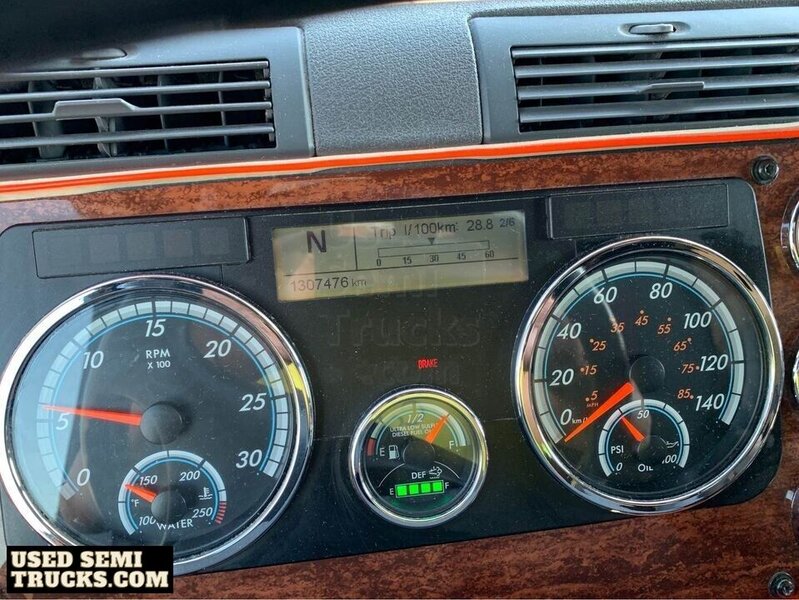 N
Trip l/100km: 28.8 2/6
0 15 30 45 60
1307476 km
0 5 10 15 20 25 30
RPM
X 100
100 150 200 250
°F
WATER
BRAKE
E 1/2 F
ULTRA LOW SULFUR
DIESEL FUEL ONLY
DEF
E F
0 20 40 60 80 100 120 140
km/h
5 15 25 35 45 55 65 75 85
MPH
0 50 100
PSI
OIL
USED SEMI
TRUCKS.COM